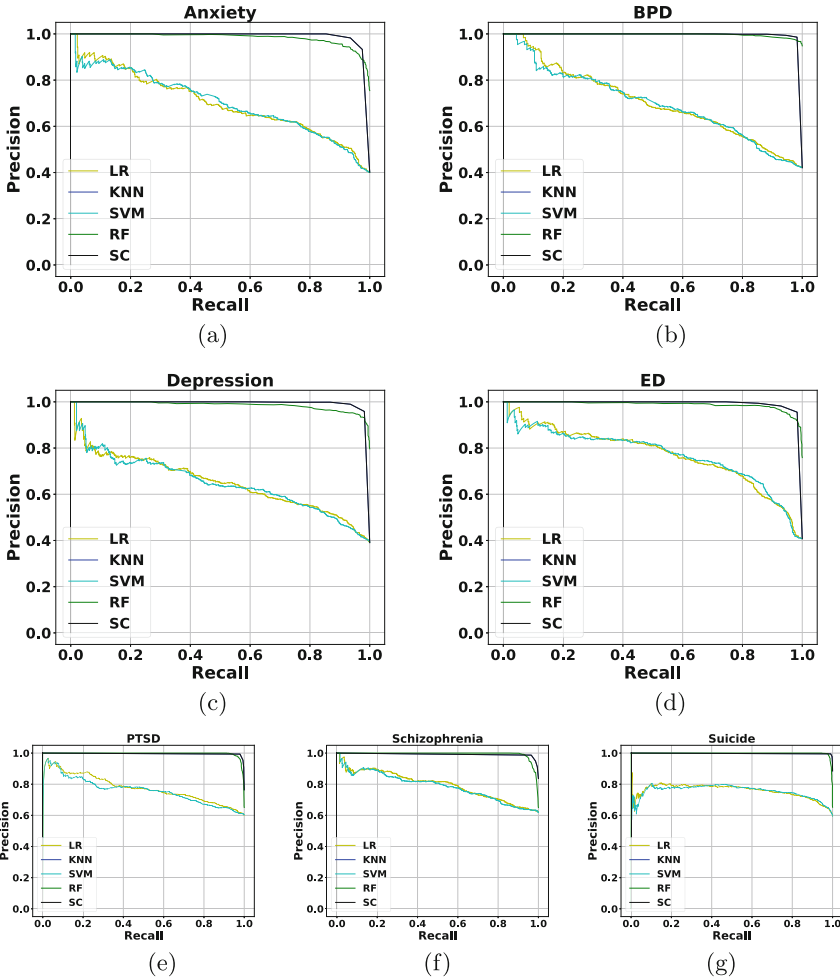 Anxiety
1.0
0.8
0.6
0.4
0.2
0.0
Precision
LR
KNN
SVM
RF
SC
0.0 0.2 0.4 0.6 0.8 1.0
Recall
(a)
BPD
1.0
0.8
0.6
0.4
0.2
0.0
Precision
LR
KNN
SVM
RF
SC
0.0 0.2 0.4 0.6 0.8 1.0
Recall
(b)
Depression
1.0
0.8
0.6
0.4
0.2
0.0
Precision
LR
KNN
SVM
RF
SC
0.0 0.2 0.4 0.6 0.8 1.0
Recall
(c)
ED
1.0
0.8
0.6
0.4
0.2
0.0
Precision
LR
KNN
SVM
RF
SC
0.0 0.2 0.4 0.6 0.8 1.0
Recall
(d)
PTSD
1.0
0.8
0.6
0.4
0.2
0.0
Precision
LR
KNN
SVM
RF
SC
0.0 0.2 0.4 0.6 0.8 1.0
Recall
(e)
Schizophrenia
1.0
0.8
0.6
0.4
0.2
0.0
Precision
LR
KNN
SVM
RF
SC
0.0 0.2 0.4 0.6 0.8 1.0
Recall
(f)
Suicide
1.0
0.8
0.6
0.4
0.2
0.0
Precision
LR
KNN
SVM
RF
SC
0.0 0.2 0.4 0.6 0.8 1.0
Recall
(g)